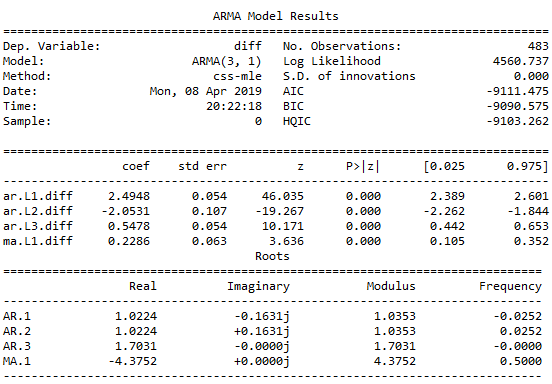 ARMA Model Results
==============================================================================
Dep. Variable:                   diff   No. Observations:                  483
Model:                     ARMA(3, 1)   Log Likelihood                4560.737
Method:                       css-mle   S.D. of innovations              0.000
Date:                Mon, 08 Apr 2019   AIC                          -9111.475
Time:                        20:22:18   BIC                          -9090.575
Sample:                             0   HQIC                         -9103.262
==============================================================================
                 coef    std err          z      P>|z|      [0.025      0.975]
------------------------------------------------------------------------------
ar.L1.diff     2.4948      0.054     46.035      0.000       2.389       2.601
ar.L2.diff    -2.0531      0.107    -19.267      0.000      -2.262      -1.844
ar.L3.diff     0.5478      0.054     10.171      0.000       0.442       0.653
ma.L1.diff     0.2286      0.063      3.636      0.000       0.105       0.352
                                    Roots
=============================================================================
                  Real          Imaginary           Modulus         Frequency
-----------------------------------------------------------------------------
AR.1            1.0224           -0.1631j            1.0353           -0.0252
AR.2            1.0224           +0.1631j            1.0353            0.0252
AR.3            1.7031           -0.0000j            1.7031           -0.0000
MA.1           -4.3752           +0.0000j            4.3752            0.5000
-----------------------------------------------------------------------------